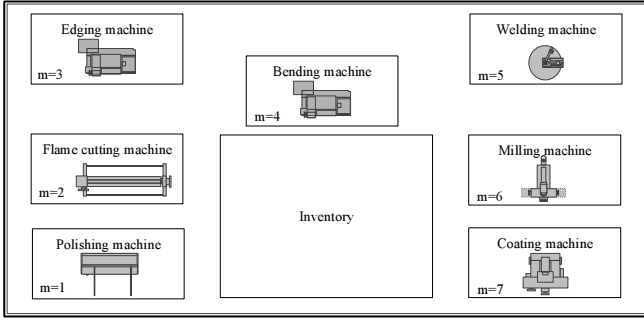 Edging machine
m=3
Bending machine
m=4
Welding machine
m=5
Flame cutting machine
m=2
Inventory
Milling machine
m=6
Polishing machine
m=1
Coating machine
m=7